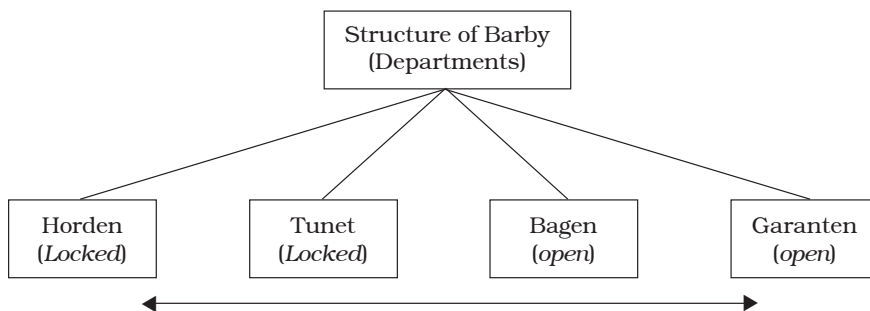 Structure of Barby
(Departments)
Horden
(Locked)
Tunet
(Locked)
Bagen
(open)
Garanten
(open)